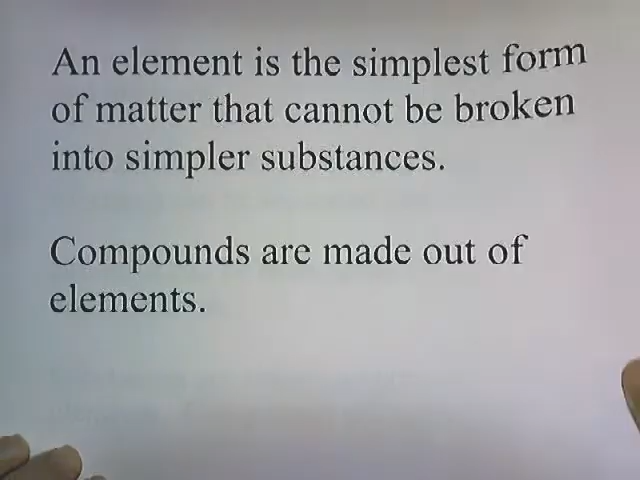 An element is the simplest form
of matter that cannot be broken
into simpler substances.
Compounds are made out of
elements.